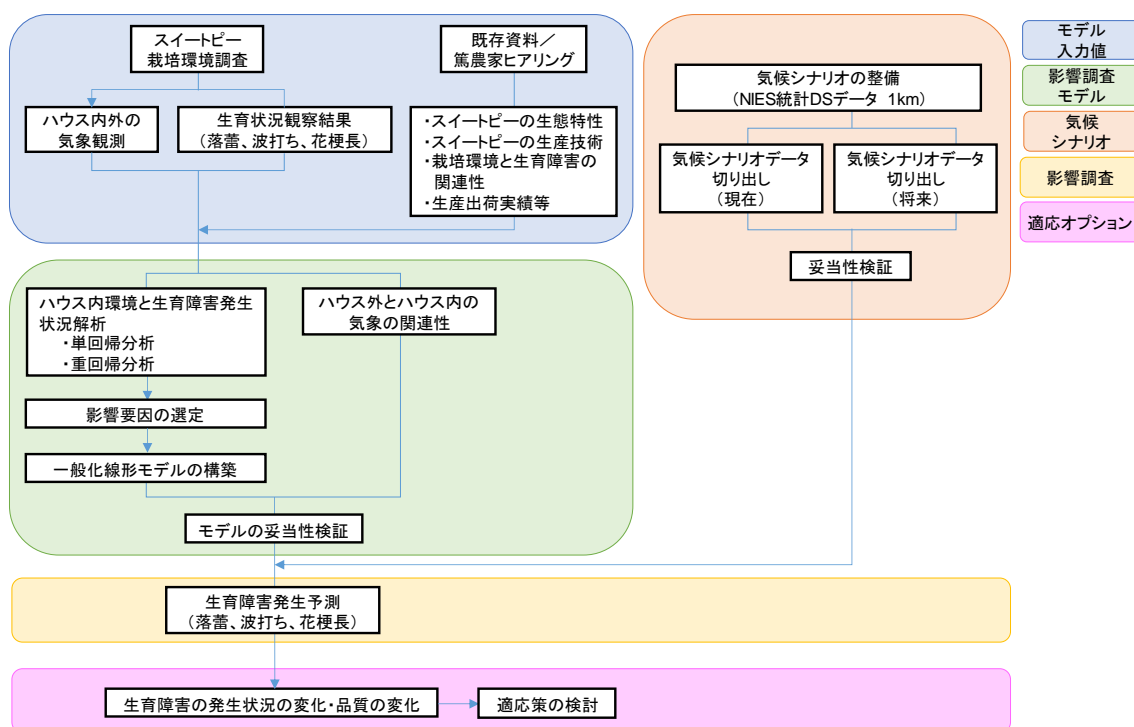 スイートピー
栽培環境調査
既存資料／
篤農家ヒアリング
ハウス内外の
気象観測
生育状況観察結果
（落蕾、波打ち、花梗長）
・スイートピーの生態特性
・スイートピーの生産技術
・栽培環境と生育障害の
関連性
・生産出荷実績等
気候シナリオの整備
（NIES統計DSデータ 1km）
気候シナリオデータ
切り出し
（現在）
気候シナリオデータ
切り出し
（将来）
妥当性検証
モデル
入力値
影響調査
モデル
気候
シナリオ
影響調査
適応オプション
ハウス内環境と生育障害発生
状況解析
・単回帰分析
・重回帰分析
ハウス外とハウス内の
気象の関連性
影響要因の選定
一般化線形モデルの構築
モデルの妥当性検証
生育障害発生予測
（落蕾、波打ち、花梗長）
生育障害の発生状況の変化・品質の変化
適応策の検討